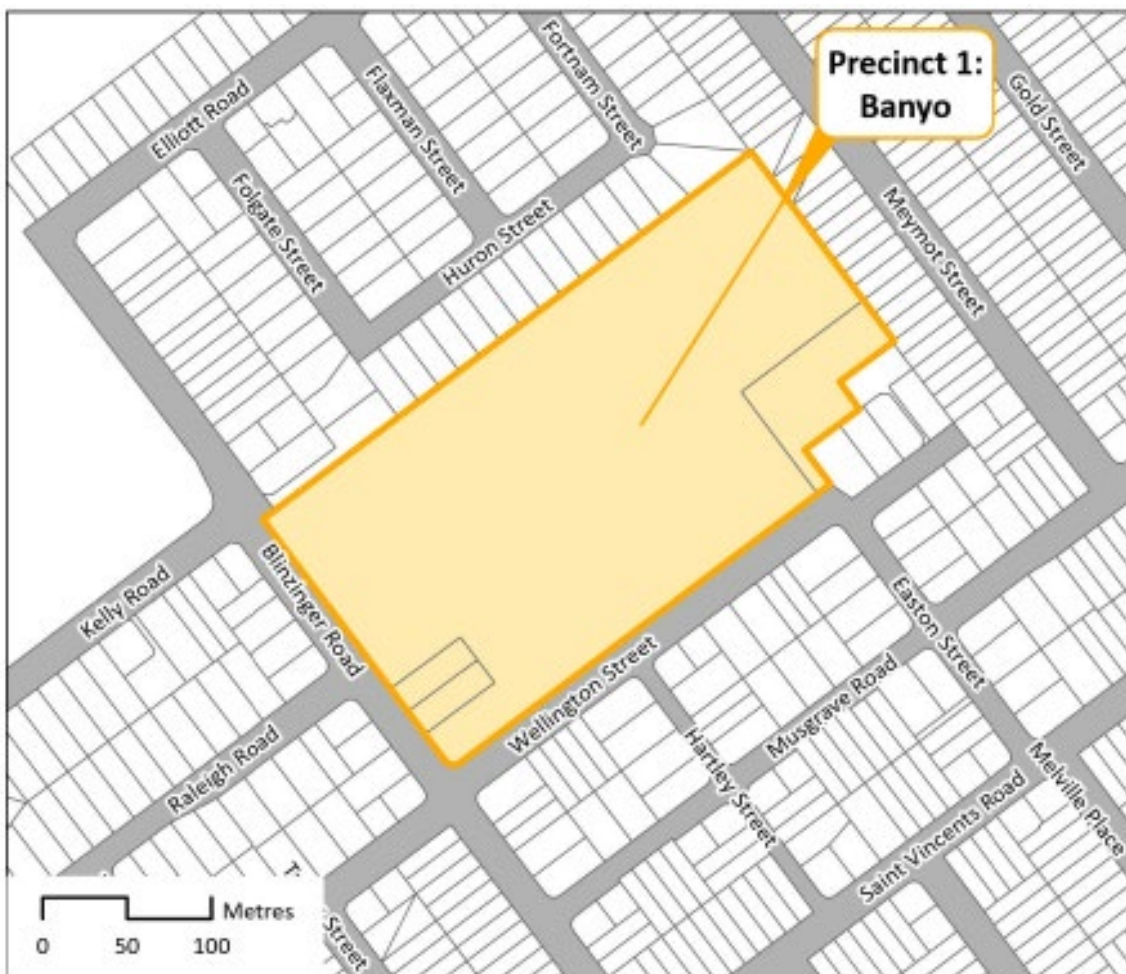 Precinct 1:
Banyo
Elliott Road
Flaxman Street
Fortnam Street
Gold Street
Folgate Street
Huron Street
Meymot Street
Kelly Road
Blinzinger Road
Wellington Street
Easton Street
Raleigh Road
Hartley Street
Musgrave Road
Melville Place
Saint Vincents Road
Street
Metres
0 50 100